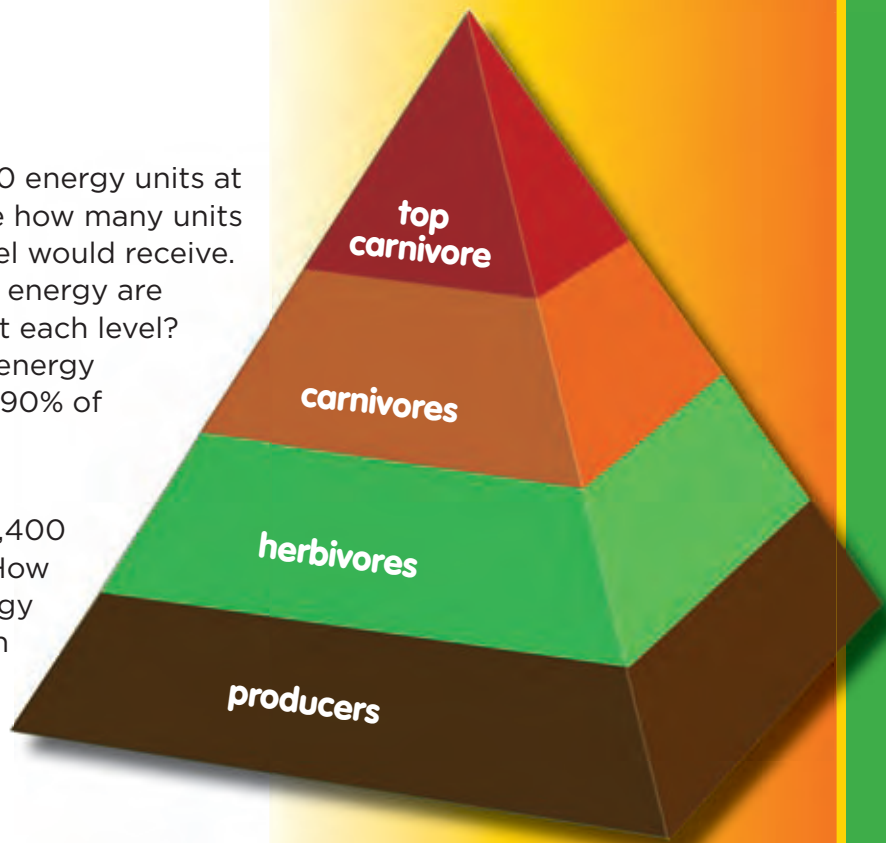 0 energy units at
e how many units
el would receive.
energy are
t each level?
energy
90% of
,400
How
gy
n
top
carnivore
carnivores
herbivores
producers